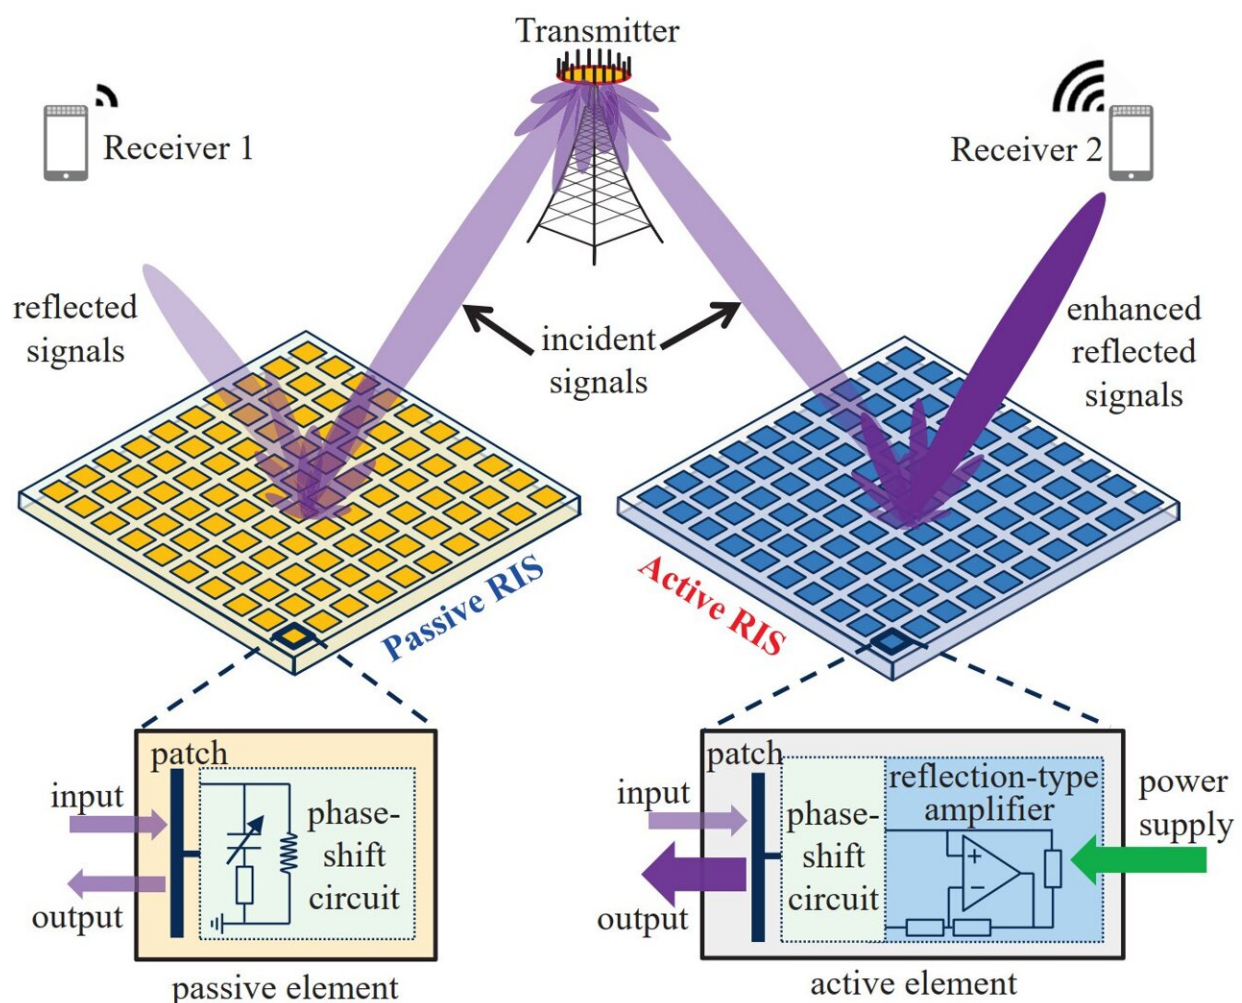 Transmitter
Receiver 1
Receiver 2
reflected
signals
incident
signals
enhanced
reflected
signals
Passive RIS
Active RIS
patch
input
output
phase-
shift
circuit
passive element
patch
input
output
phase-
shift
circuit
reflection-type
amplifier
power
supply
active element